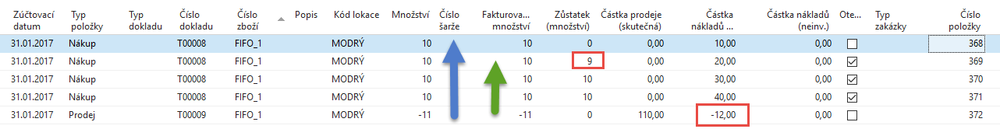 Zúčtovací datum Typ položky Typ dokladu Číslo dokladu Číslo zboží Popis Kód lokace Množství Číslo šarže Fakturova... množství Zůstatek (množství) Částka prodeje (skutečná) Částka nákladů ... Částka nákladů (neinv.) Ote... Typ zakázky Číslo položky
31.01.2017 Nákup T00008 FIFO_1 MODRÝ 10 10 0 0,00 10,00 0,00 368
31.01.2017 Nákup T00008 FIFO_1 MODRÝ 10 10 9 0,00 20,00 0,00 369
31.01.2017 Nákup T00008 FIFO_1 MODRÝ 10 10 10 0,00 30,00 0,00 370
31.01.2017 Nákup T00008 FIFO_1 MODRÝ 10 10 10 0,00 40,00 0,00 371
31.01.2017 Prodej T00009 FIFO_1 MODRÝ -11 -11 0 110,00 -12,00 0,00 372